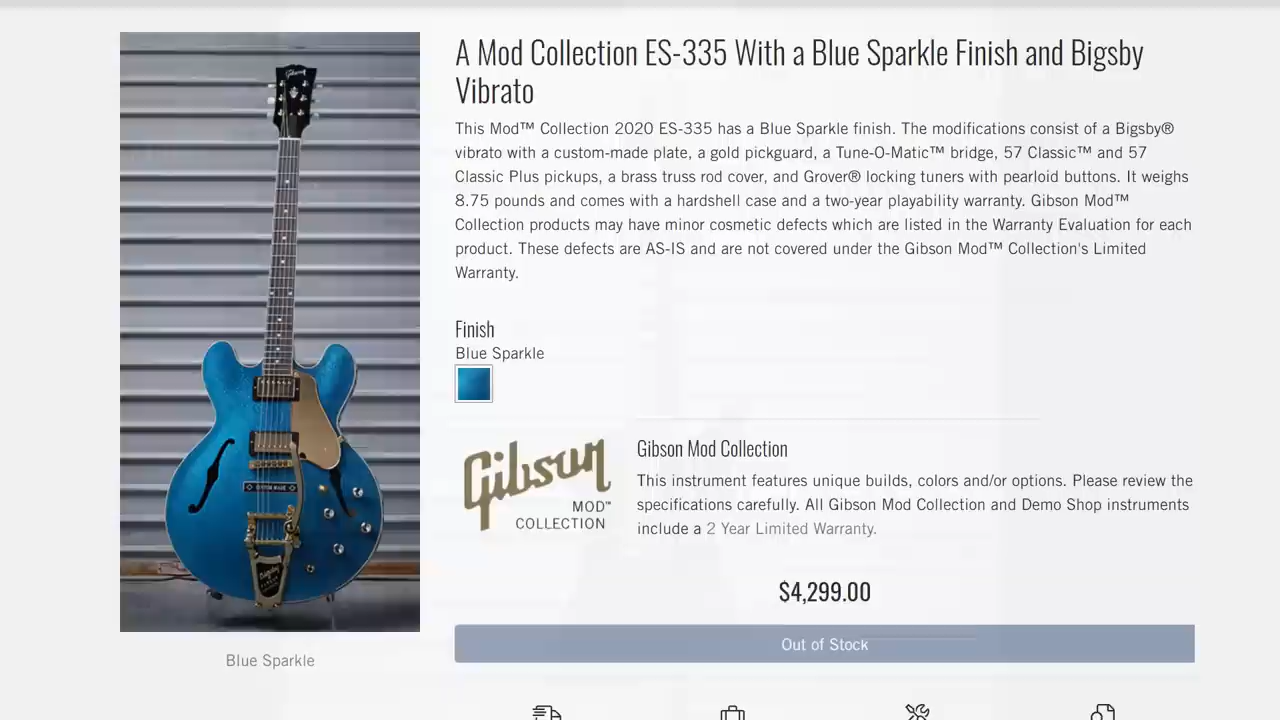 Gibson
CUSTOM MADE
Bigsby
Blue Sparkle
A Mod Collection ES-335 With a Blue Sparkle Finish and Bigsby
Vibrato
This Mod™ Collection 2020 ES-335 has a Blue Sparkle finish. The modifications consist of a Bigsby®
vibrato with a custom-made plate, a gold pickguard, a Tune-O-Matic™ bridge, 57 Classic™ and 57
Classic Plus pickups, a brass truss rod cover, and Grover® locking tuners with pearloid buttons. It weighs
8.75 pounds and comes with a hardshell case and a two-year playability warranty. Gibson Mod™
Collection products may have minor cosmetic defects which are listed in the Warranty Evaluation for each
product. These defects are AS-IS and are not covered under the Gibson Mod™ Collection's Limited
Warranty.
Finish
Blue Sparkle
Gibson
MOD™
COLLECTION
Gibson Mod Collection
This instrument features unique builds, colors and/or options. Please review the
specifications carefully. All Gibson Mod Collection and Demo Shop instruments
include a 2 Year Limited Warranty.
$4,299.00
Out of Stock